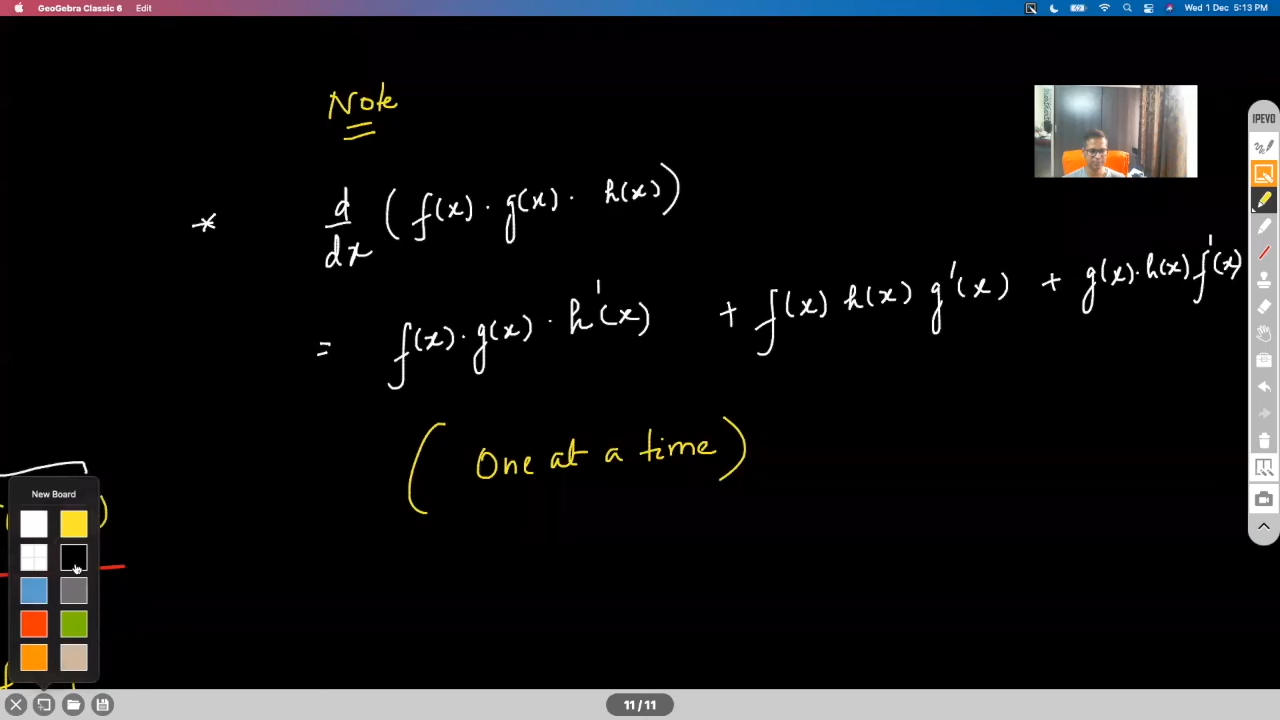 GeoGebra Classic 6 Edit Wed 1 Dec 5:13 PM
Note
IPEVO
* d/dx (f(x) · g(x) · h(x))
= f(x) · g(x) · h'(x) + f(x) h(x) g'(x) + g(x) · h(x) f'(x)
(One at a time)
New Board
11 / 11